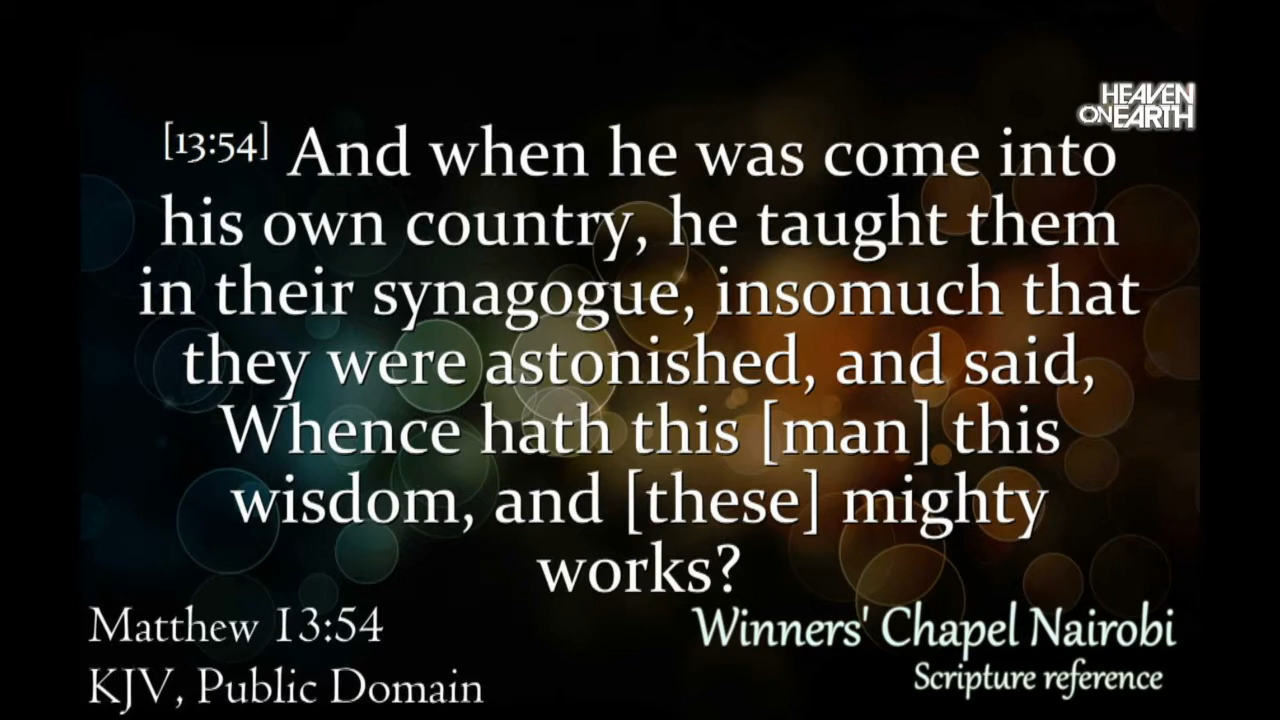 HEAVEN
ON EARTH
[13:54] And when he was come into
his own country, he taught them
in their synagogue, insomuch that
they were astonished, and said,
Whence hath this [man] this
wisdom, and [these] mighty
works?
Matthew 13:54
KJV, Public Domain
Winners' Chapel Nairobi
Scripture reference